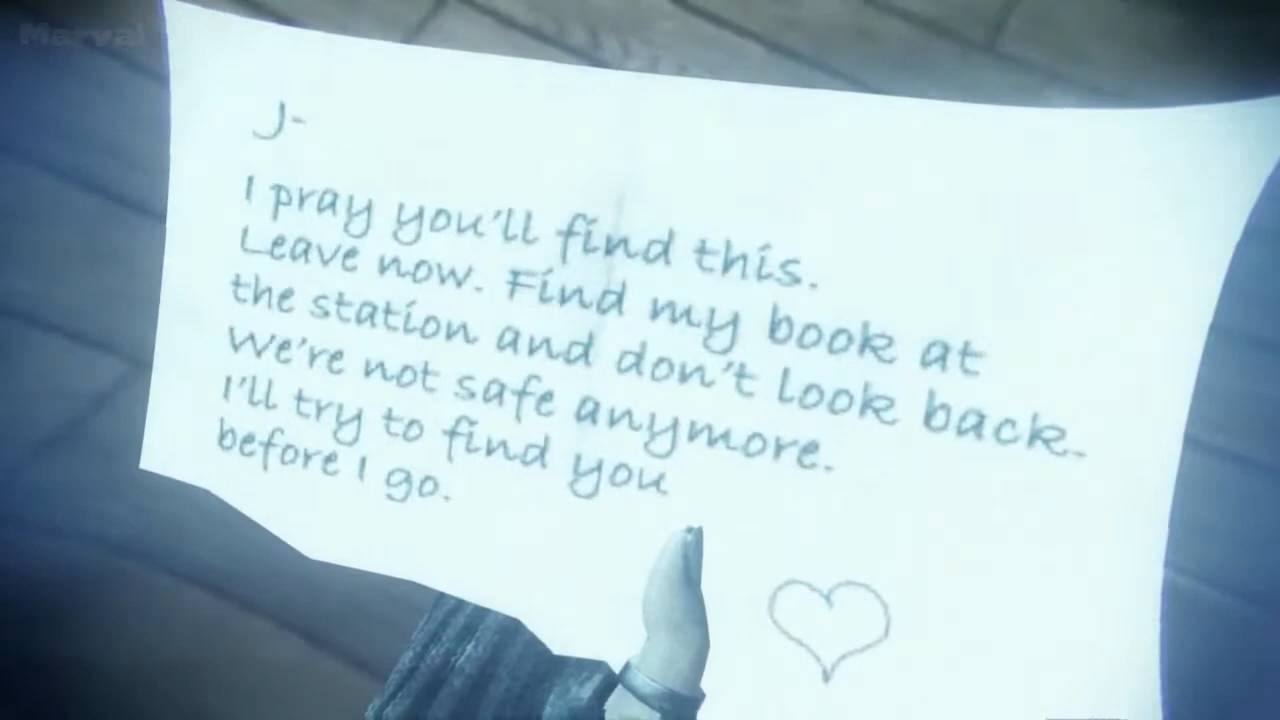 Marval
J-
I pray you'll find this.
Leave now. Find my book at
the station and don't look back.
We're not safe anymore.
I'll try to find you
before I go.